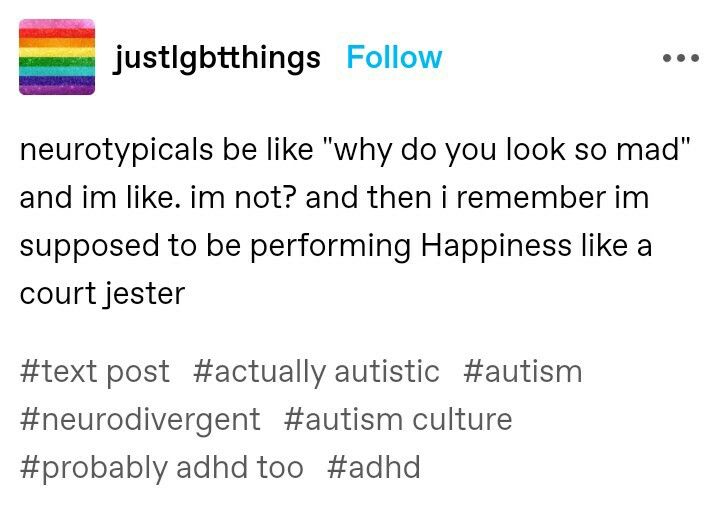 justlgbtthings Follow
neurotypicals be like "why do you look so mad"
and im like. im not? and then i remember im
supposed to be performing Happiness like a
court jester
#text post #actually autistic #autism
#neurodivergent #autism culture
#probably adhd too #adhd